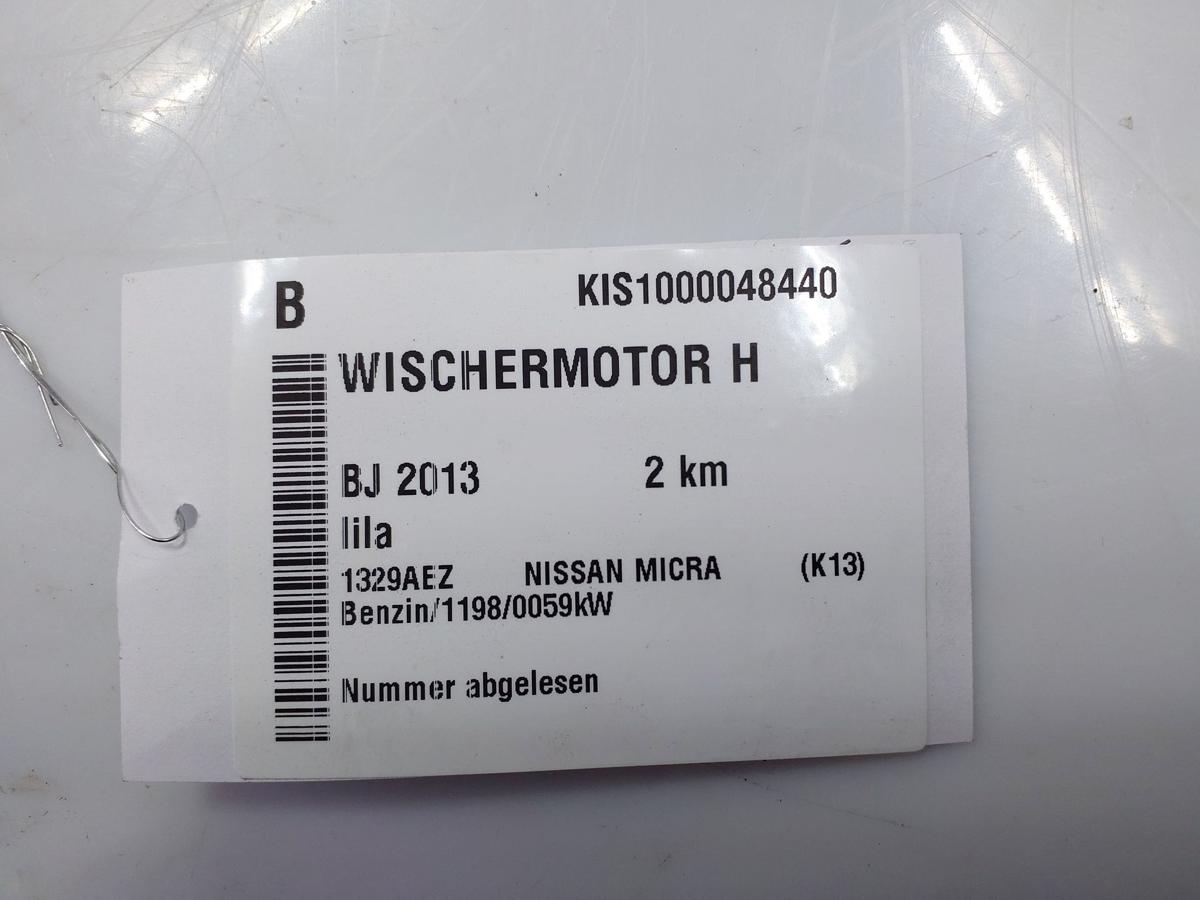 B KIS1000048440
WISCHERMOTOR H
BJ 2013 2 km
lila
1329AEZ NISSAN MICRA (K13)
Benzin/1198/0059kW
Nummer abgelesen